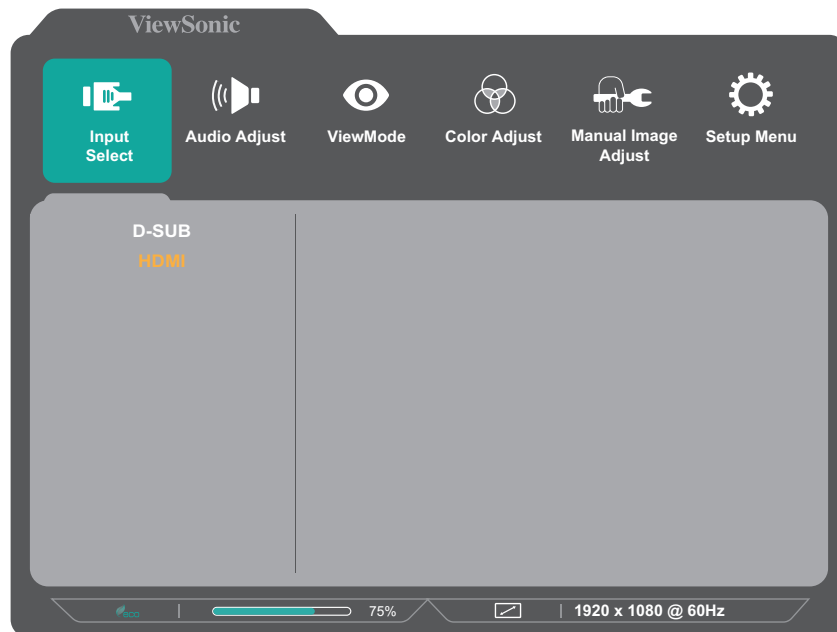 ViewSonic
Input
Select
Audio Adjust
ViewMode
Color Adjust
Manual Image
Adjust
Setup Menu
D-SUB
HDMI
eco
75%
1920 x 1080 @ 60Hz